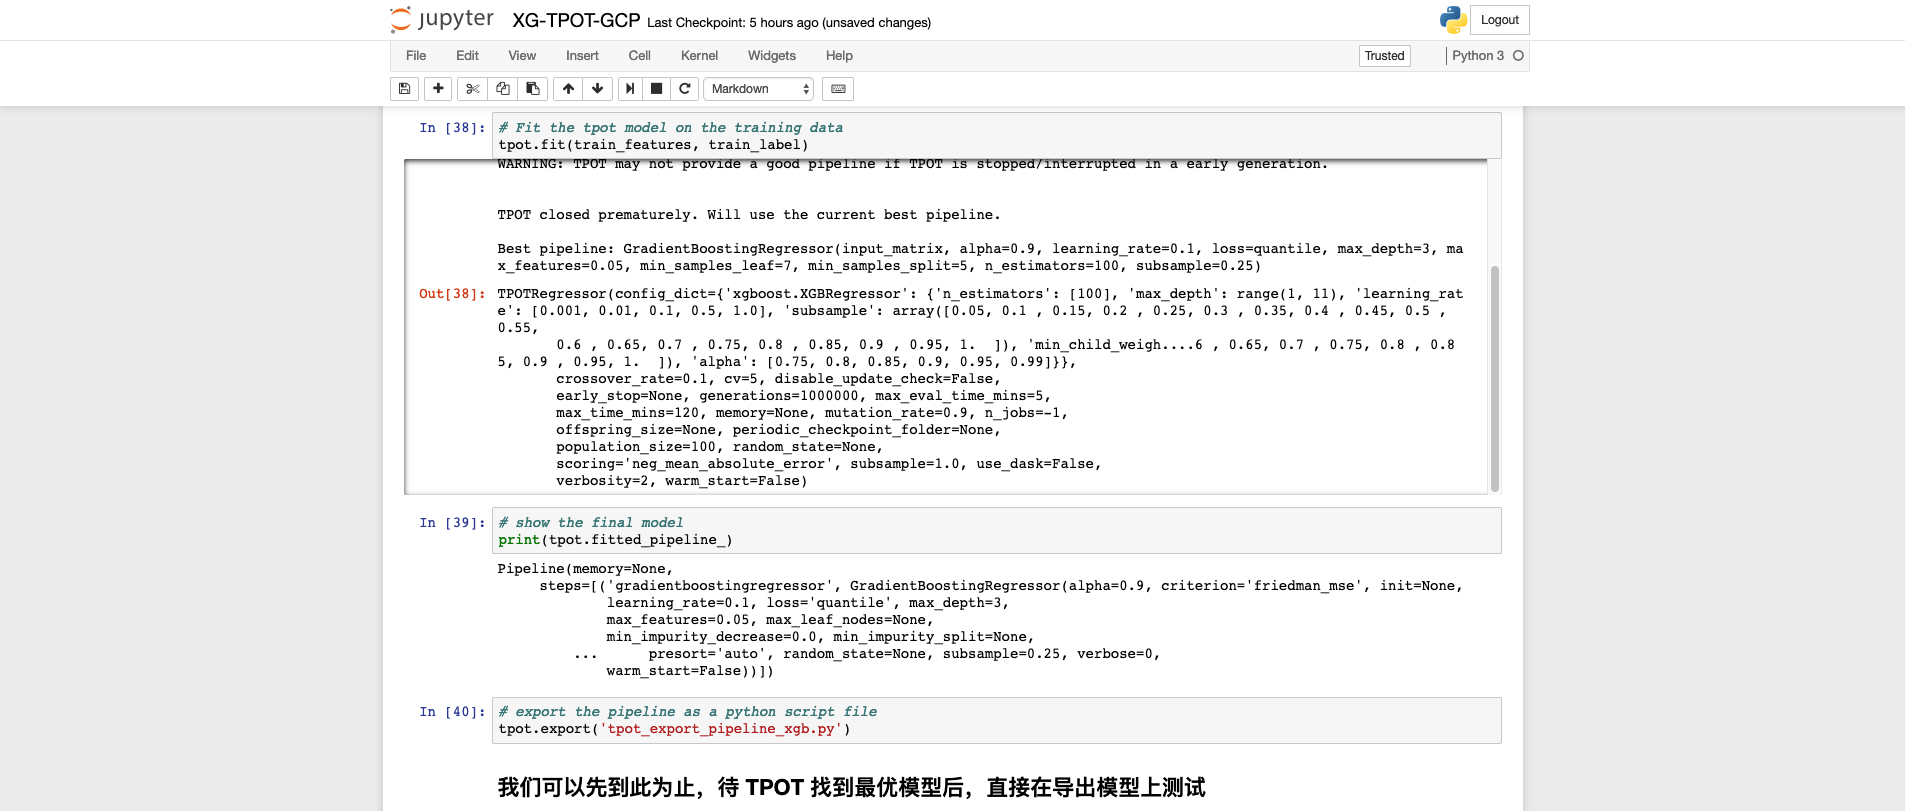 jupyter XG-TPOT-GCP Last Checkpoint: 5 hours ago (unsaved changes) Logout
File Edit View Insert Cell Kernel Widgets Help Trusted Python 3
Markdown
In [38]: # Fit the tpot model on the training data
tpot.fit(train_features, train_label)
WARNING: TPOT may not provide a good pipeline if TPOT is stopped/interrupted in a early generation.
TPOT closed prematurely. Will use the current best pipeline.
Best pipeline: GradientBoostingRegressor(input_matrix, alpha=0.9, learning_rate=0.1, loss=quantile, max_depth=3, ma
x_features=0.05, min_samples_leaf=7, min_samples_split=5, n_estimators=100, subsample=0.25)
Out[38]: TPOTRegressor(config_dict={'xgboost.XGBRegressor': {'n_estimators': [100], 'max_depth': range(1, 11), 'learning_rat
e': [0.001, 0.01, 0.1, 0.5, 1.0], 'subsample': array([0.05, 0.1 , 0.15, 0.2 , 0.25, 0.3 , 0.35, 0.4 , 0.45, 0.5 ,
0.55,
0.6 , 0.65, 0.7 , 0.75, 0.8 , 0.85, 0.9 , 0.95, 1.  ]), 'min_child_weigh....6 , 0.65, 0.7 , 0.75, 0.8 , 0.8
5, 0.9 , 0.95, 1.  ]), 'alpha': [0.75, 0.8, 0.85, 0.9, 0.95, 0.99]}},
crossover_rate=0.1, cv=5, disable_update_check=False,
early_stop=None, generations=1000000, max_eval_time_mins=5,
max_time_mins=120, memory=None, mutation_rate=0.9, n_jobs=-1,
offspring_size=None, periodic_checkpoint_folder=None,
population_size=100, random_state=None,
scoring='neg_mean_absolute_error', subsample=1.0, use_dask=False,
verbosity=2, warm_start=False)
In [39]: # show the final model
print(tpot.fitted_pipeline_)
Pipeline(memory=None,
steps=[('gradientboostingregressor', GradientBoostingRegressor(alpha=0.9, criterion='friedman_mse', init=None,
learning_rate=0.1, loss='quantile', max_depth=3,
max_features=0.05, max_leaf_nodes=None,
min_impurity_decrease=0.0, min_impurity_split=None,
... presort='auto', random_state=None, subsample=0.25, verbose=0,
warm_start=False))])
In [40]: # export the pipeline as a python script file
tpot.export('tpot_export_pipeline_xgb.py')
我们可以先到此为止，待 TPOT 找到最优模型后，直接在导出模型上测试